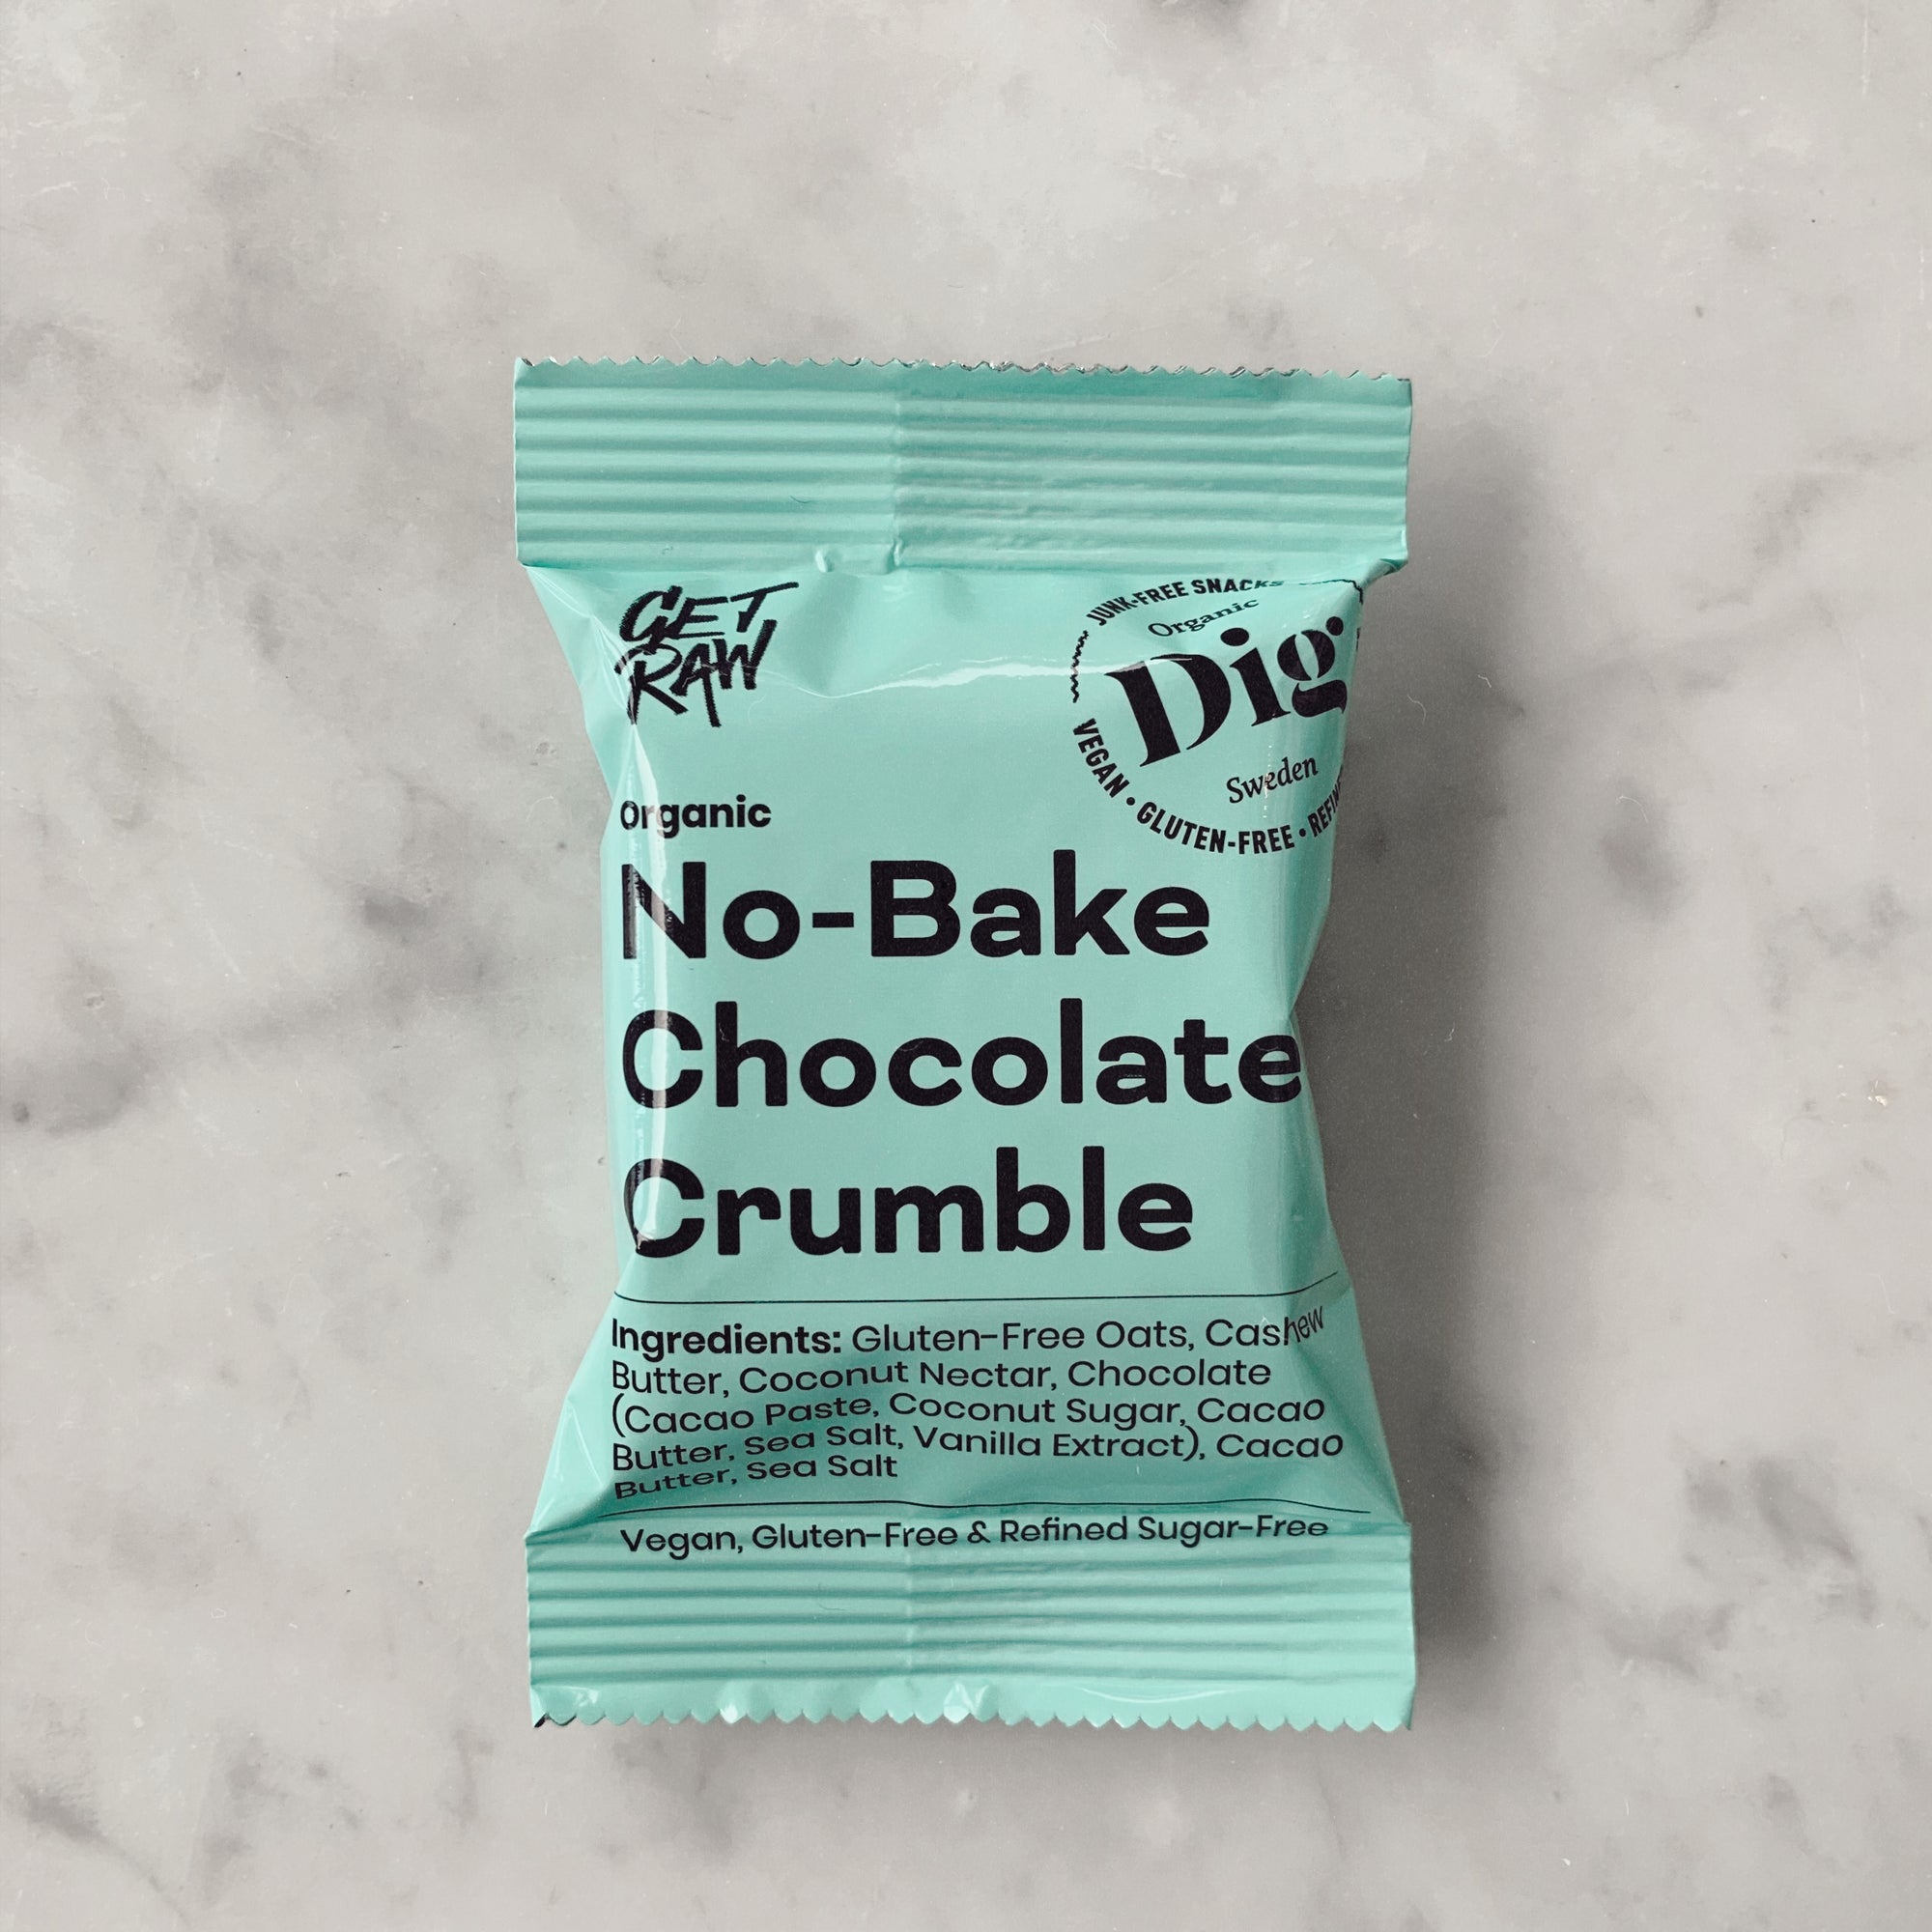 GET
RAW
JUNK-FREE SNACKS
Organic
Dig
Sweden
VEGAN • GLUTEN-FREE •
Organic
No-Bake
Chocolate
Crumble
Ingredients: Gluten-Free Oats, Cashew
Butter, Coconut Nectar, Chocolate
(Cacao Paste, Coconut Sugar, Cacao
Butter, Sea Salt, Vanilla Extract), Cacao
Butter, Sea Salt
Vegan, Gluten-Free & Refined Sugar-Free